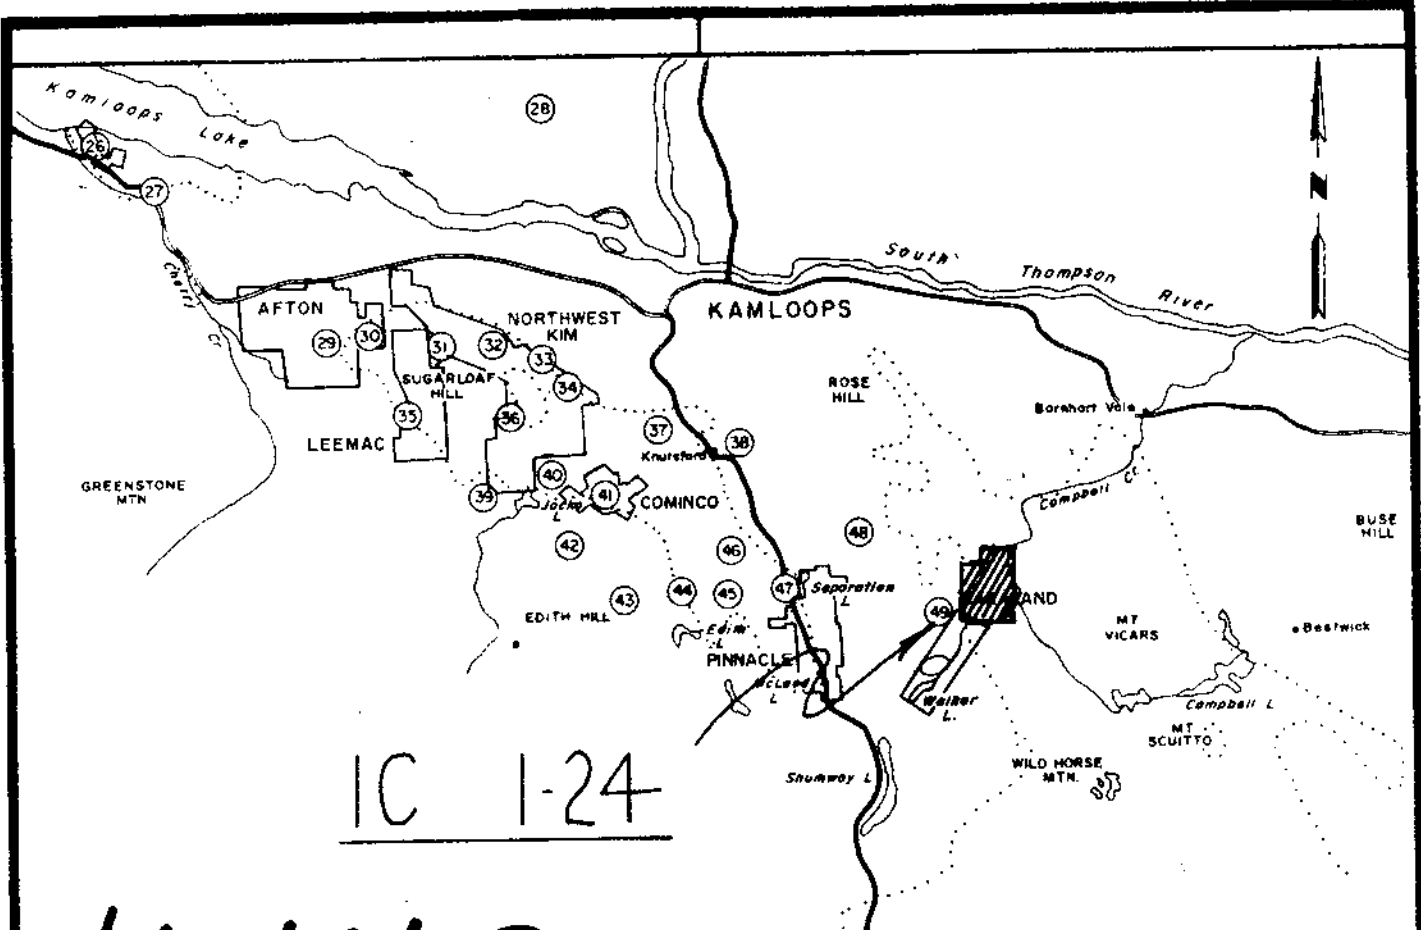 Kamloops Lake
28
26
27
N
South Thompson River
Cherry Cr.
AFTON
KAMLOOPS
NORTHWEST
KIM
29
30
31
32
33
34
SUGARLOAF
HILL
ROSE
HILL
35
36
37
38
Barnhart Vale
LEEMAC
Knutsford
GREENSTONE
MTN
39
40
41
Jacko
L
COMINCO
Campbell Cr.
BUSE
HILL
42
46
48
43
44
45
47
Separation
L
49
AND
EDITH HILL
Edith
L
MT
VICARS
Bestwick
PINNACLE
McLeod
L
Walker
L.
Campbell L
MT
SCUITTO
WILD HORSE
MTN.
Shumway L
IC 1-24